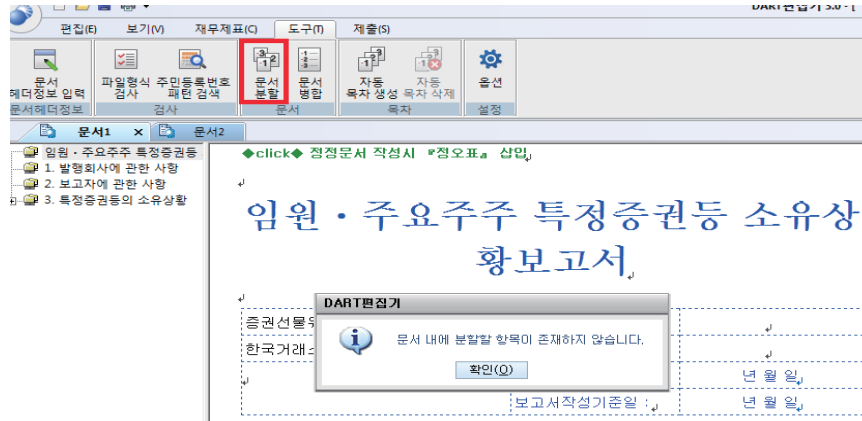 DART편집기 3.0 - [
편집(E) 보기(V) 재무제표(C) 도구(T) 제출(S)
문서 헤더정보 입력
파일형식 검사
주민등록번호 패턴 검색
문서 분할
문서 병합
자동 목차 생성
자동 목차 삭제
옵션
문서헤더정보 검사 문서 목차 설정
문서1 x 문서2
임원ㆍ주요주주 특정증권등
1. 발행회사에 관한 사항
2. 보고자에 관한 사항
3. 특정증권등의 소유상황
◆click◆ 정정문서 작성시 『정오표』 삽입
임원ㆍ주요주주 특정증권등 소유상
황보고서
DART편집기
문서 내에 분할할 항목이 존재하지 않습니다.
확인(O)
증권선물
한국거래
년 월 일
보고서작성기준일 : 년 월 일